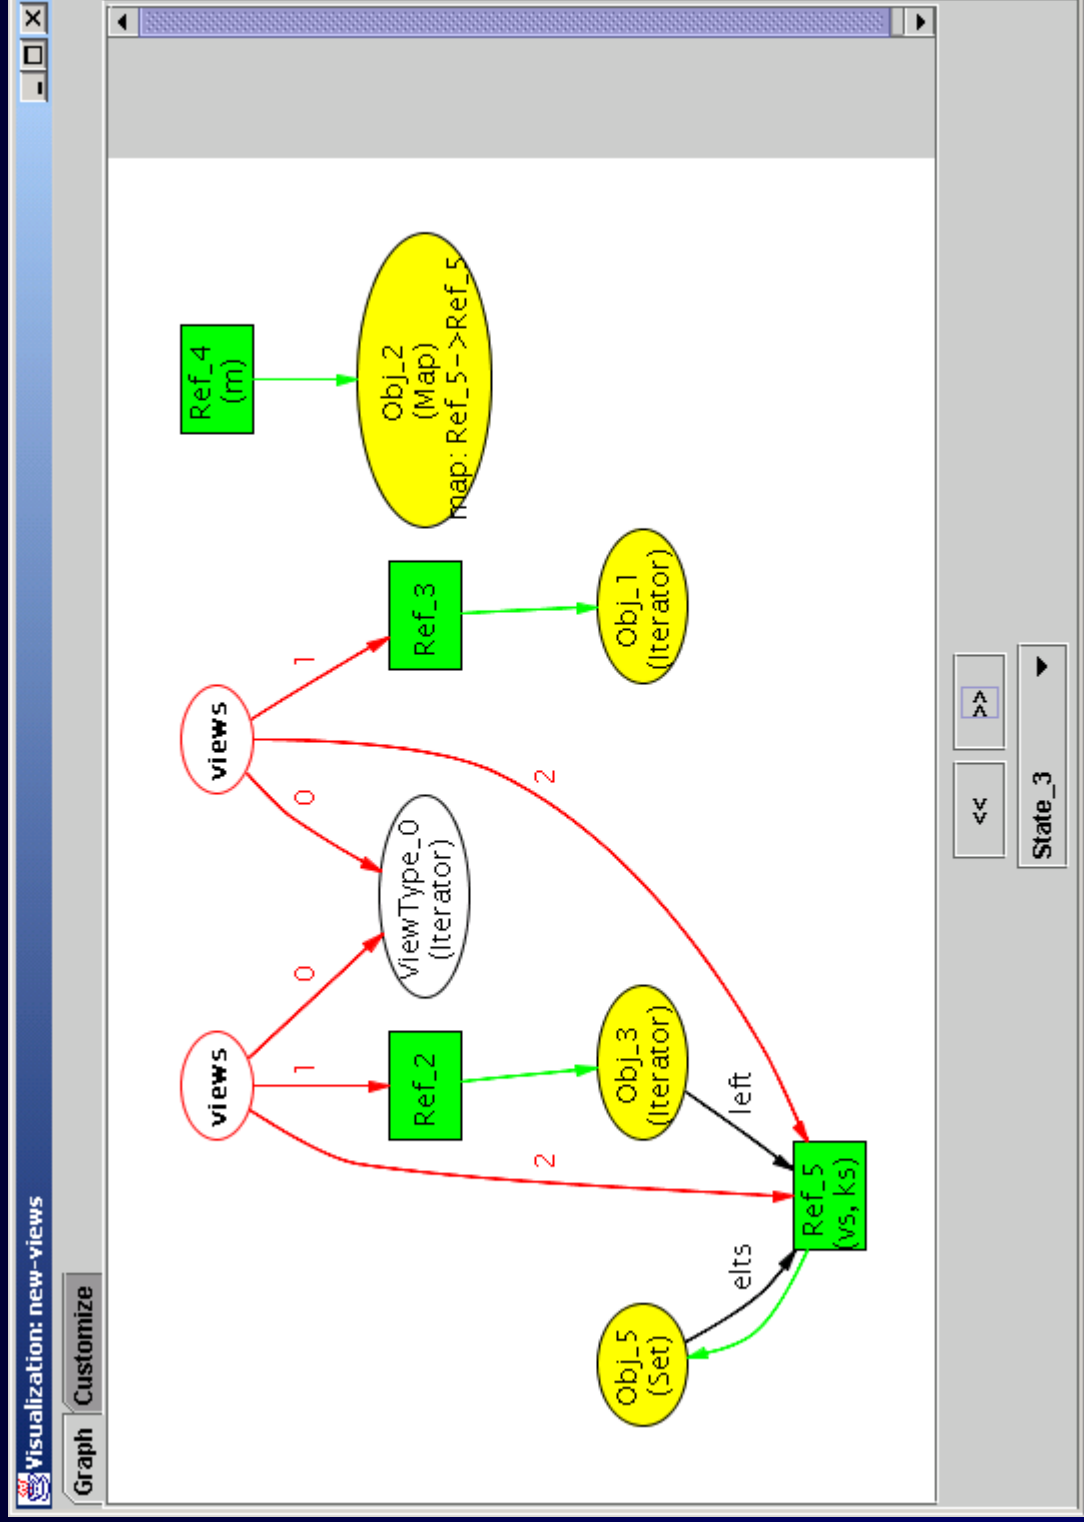 Visualization: new-views
Graph
Customize
views
views
Ref_4
(m)
0
1
2
0
1
2
Ref_2
ViewType_0
(Iterator)
Ref_3
Obj_2
(Map)
map: Ref_5->Ref_5
Obj_5
(Set)
Obj_3
(Iterator)
Obj_1
(Iterator)
elts
left
Ref_5
(vs, ks)
<<
>>
State_3